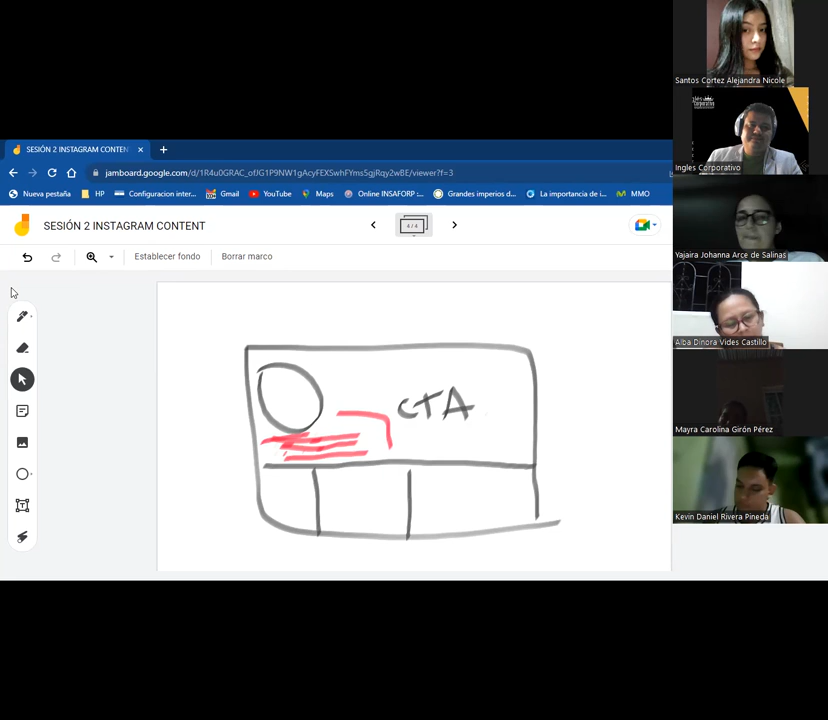 Santos Cortez Alejandra Nicole
Ingles Corporativo
Yajaira Johanna Arce de Salinas
Alba Dinora Vides Castillo
Mayra Carolina Girón Pérez
Kevin Daniel Rivera Pineda
SESIÓN 2 INSTAGRAM CONTEN
jamboard.google.com/d/1R4u0GRAC_ofJG1P9NW1gAcyFEXSwhFYms5gjRqy2wBE/viewer?f=3
Nueva pestaña HP Configuracion inter... Gmail YouTube Maps Online INSAFORP :... Grandes imperios d... La importancia de i... MMO
SESIÓN 2 INSTAGRAM CONTENT
4 / 4
Establecer fondo Borrar marco
CTA